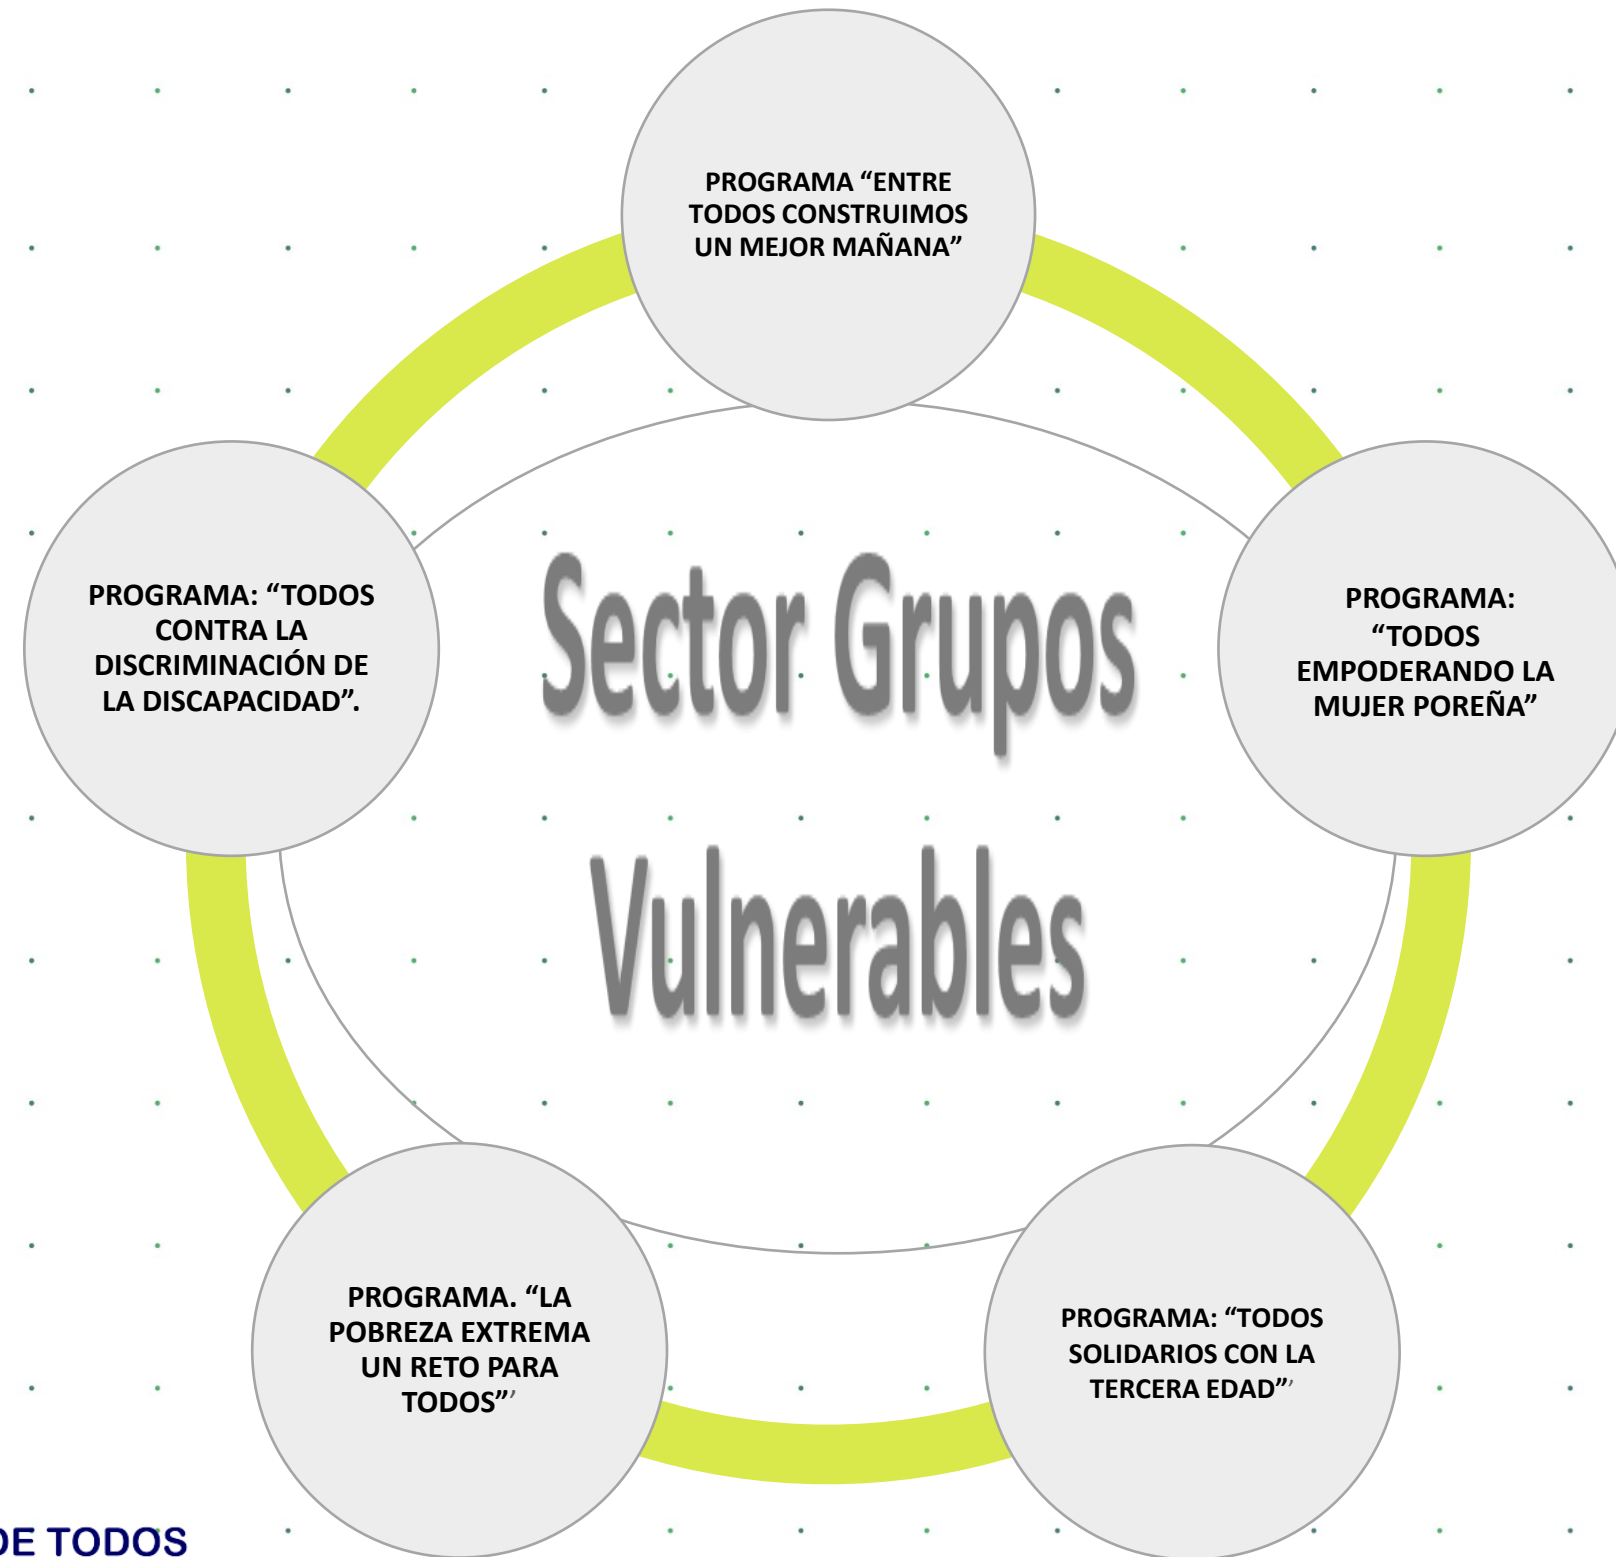 PROGRAMA “ENTRE
TODOS CONSTRUIMOS
UN MEJOR MAÑANA”
PROGRAMA: “TODOS
CONTRA LA
DISCRIMINACIÓN DE
LA DISCAPACIDAD”.
Sector Grupos
Vulnerables
PROGRAMA:
“TODOS
EMPODERANDO LA
MUJER POREÑA”
PROGRAMA. “LA
POBREZA EXTREMA
UN RETO PARA
TODOS”’
PROGRAMA: “TODOS
SOLIDARIOS CON LA
TERCERA EDAD”’
DE TODOS